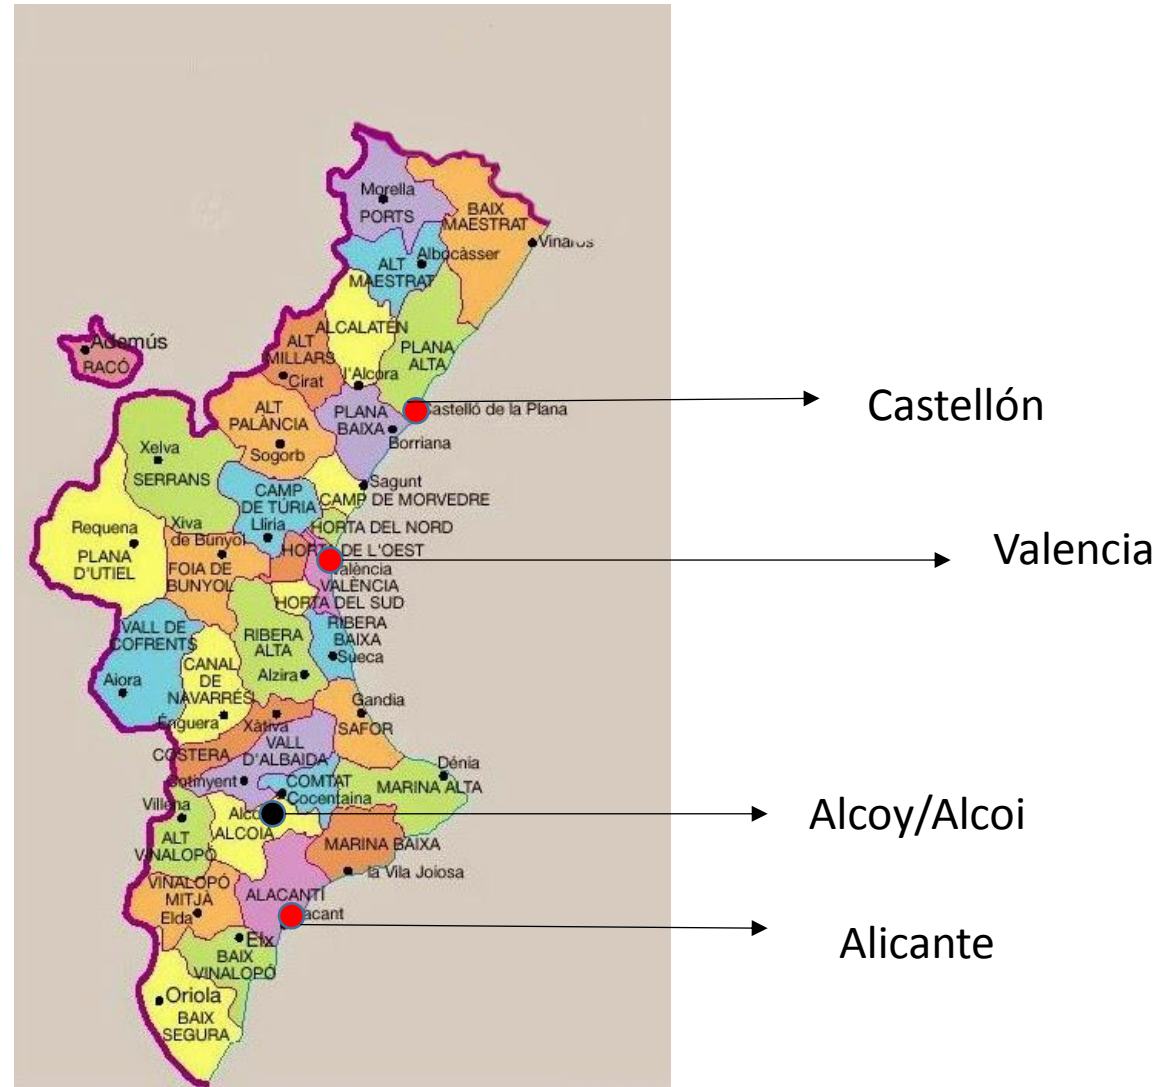 Morella
PORTS
BAIX
MAESTRAT
Albocàsser
ALT
MAESTRAT
ALCALATÉN
ALT
MILLARS
Cirat
l'Alcora
PLANA
ALTA
Adamús
RACÓ
ALT
PALÀNCIA
Sogorb
PLANA
BAIXA
Borriana
de la Plana
Castellón
Xelva
SERRANS
CAMP
DE TÚRIA
Llíria
Sagunt
CAMP DE MORVEDRE
HORTA DEL NORD
Requena
PLANA
D'UTIEL
Xiva
de Bunyol
FOIA DE
BUNYOL
HORTA DE L'OEST
València
VALÈNCIA
HORTA DEL SUD
Valencia
VALL DE
COFRENTS
Aiora
CANAL
DE
NAVARRÉS
Énguera
RIBERA
ALTA
Alzira
RIBERA
BAIXA
Sueca
Gandia
SAFOR
Xàtiva
COSTERA
VALL
D'ALBAIDA
Ontinyent
COMTAT
Cocentaina
Dénia
MARINA ALTA
Villena
ALT
VINALOPÓ
ALCOIÀ
Alcoy/Alcoi
MARINA BAIXA
la Vila Joiosa
VINALOPÓ
MITJÀ
Elda
ALACANTÍ
Alicante
Elx
BAIX
VINALOPÓ
Oriola
BAIX
SEGURA